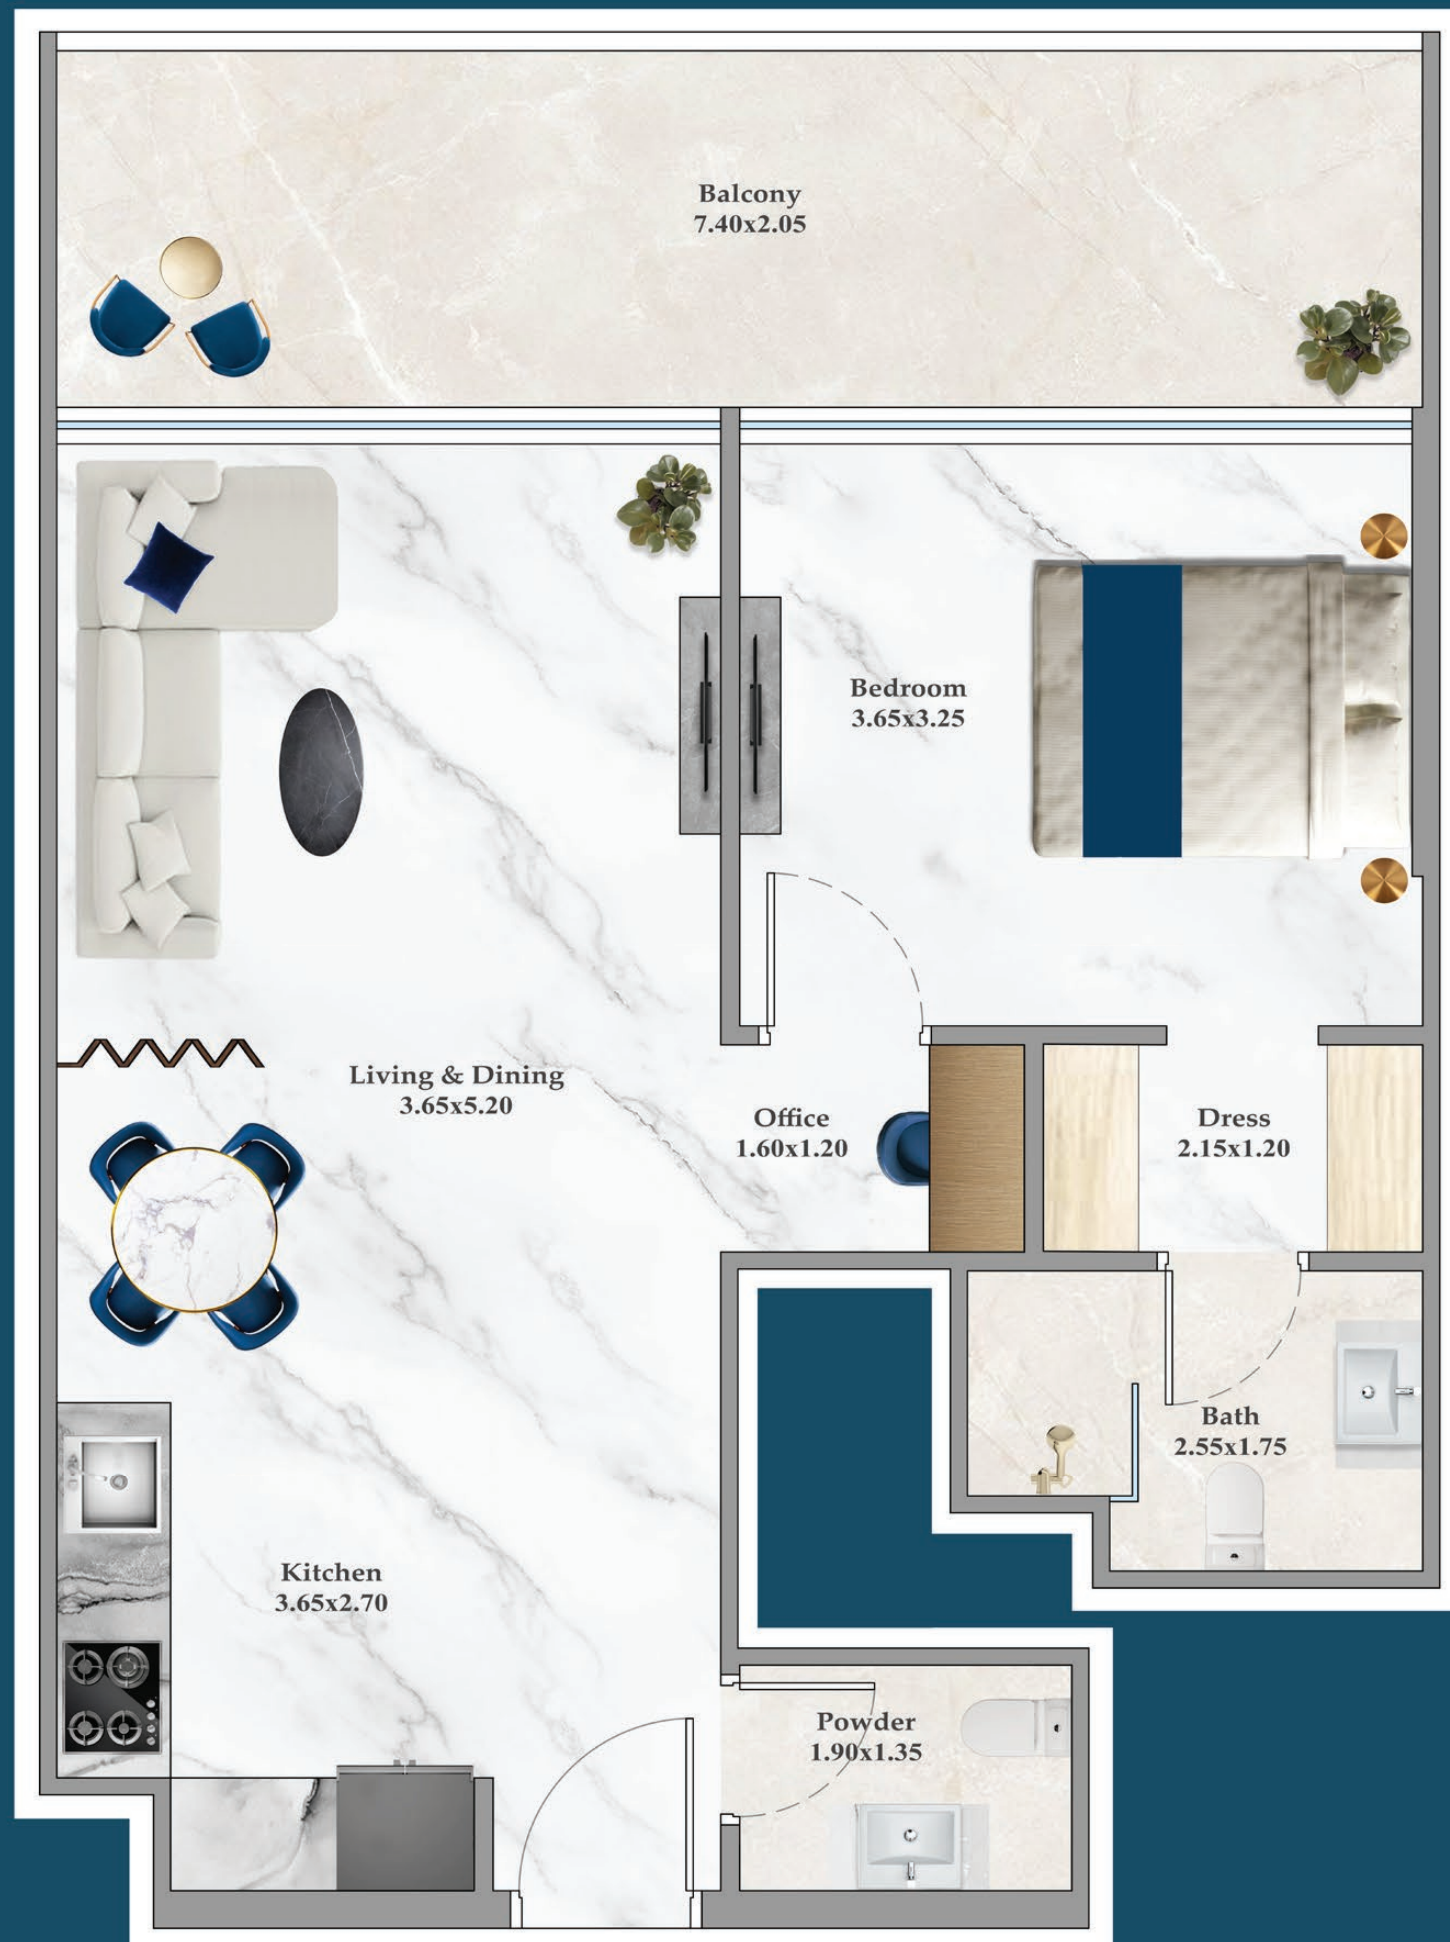 Balcony
7.40x2.05
Bedroom
3.65x3.25
Living & Dining
3.65x5.20
Office
1.60x1.20
Dress
2.15x1.20
Bath
2.55x1.75
Kitchen
3.65x2.70
Powder
1.90x1.35